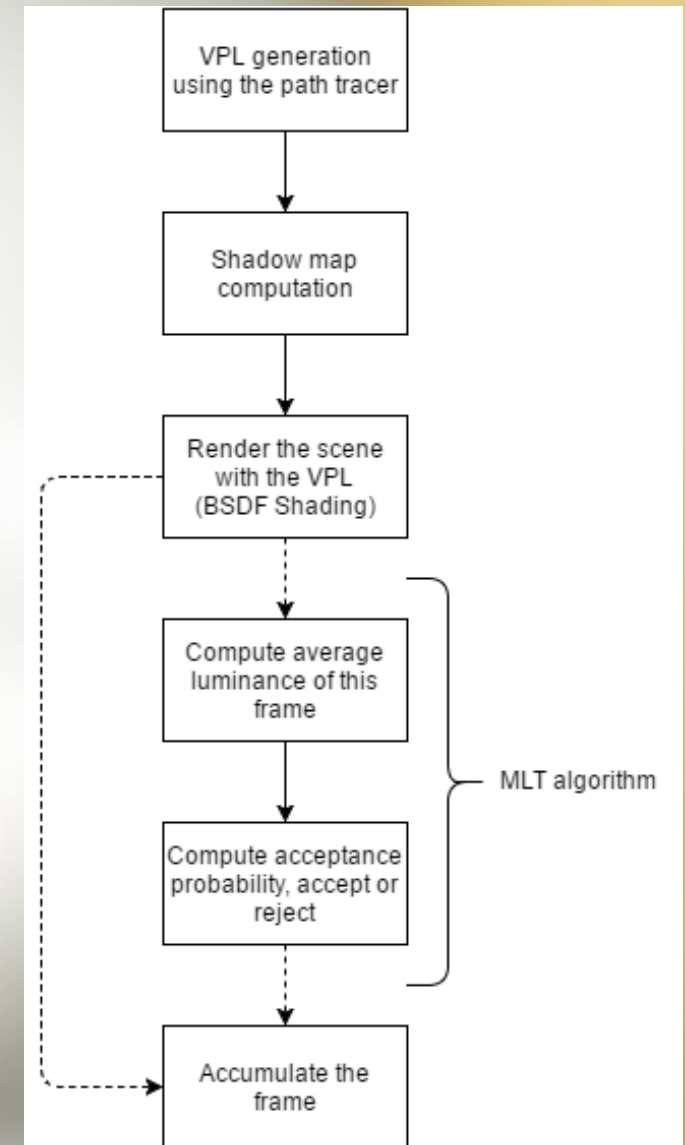 VPL generation
using the path tracer
Shadow map
computation
Render the scene
with the VPL
(BSDF Shading)
Compute average
luminance of this
frame
MLT algorithm
Compute acceptance
probability, accept or
reject
Accumulate the
frame